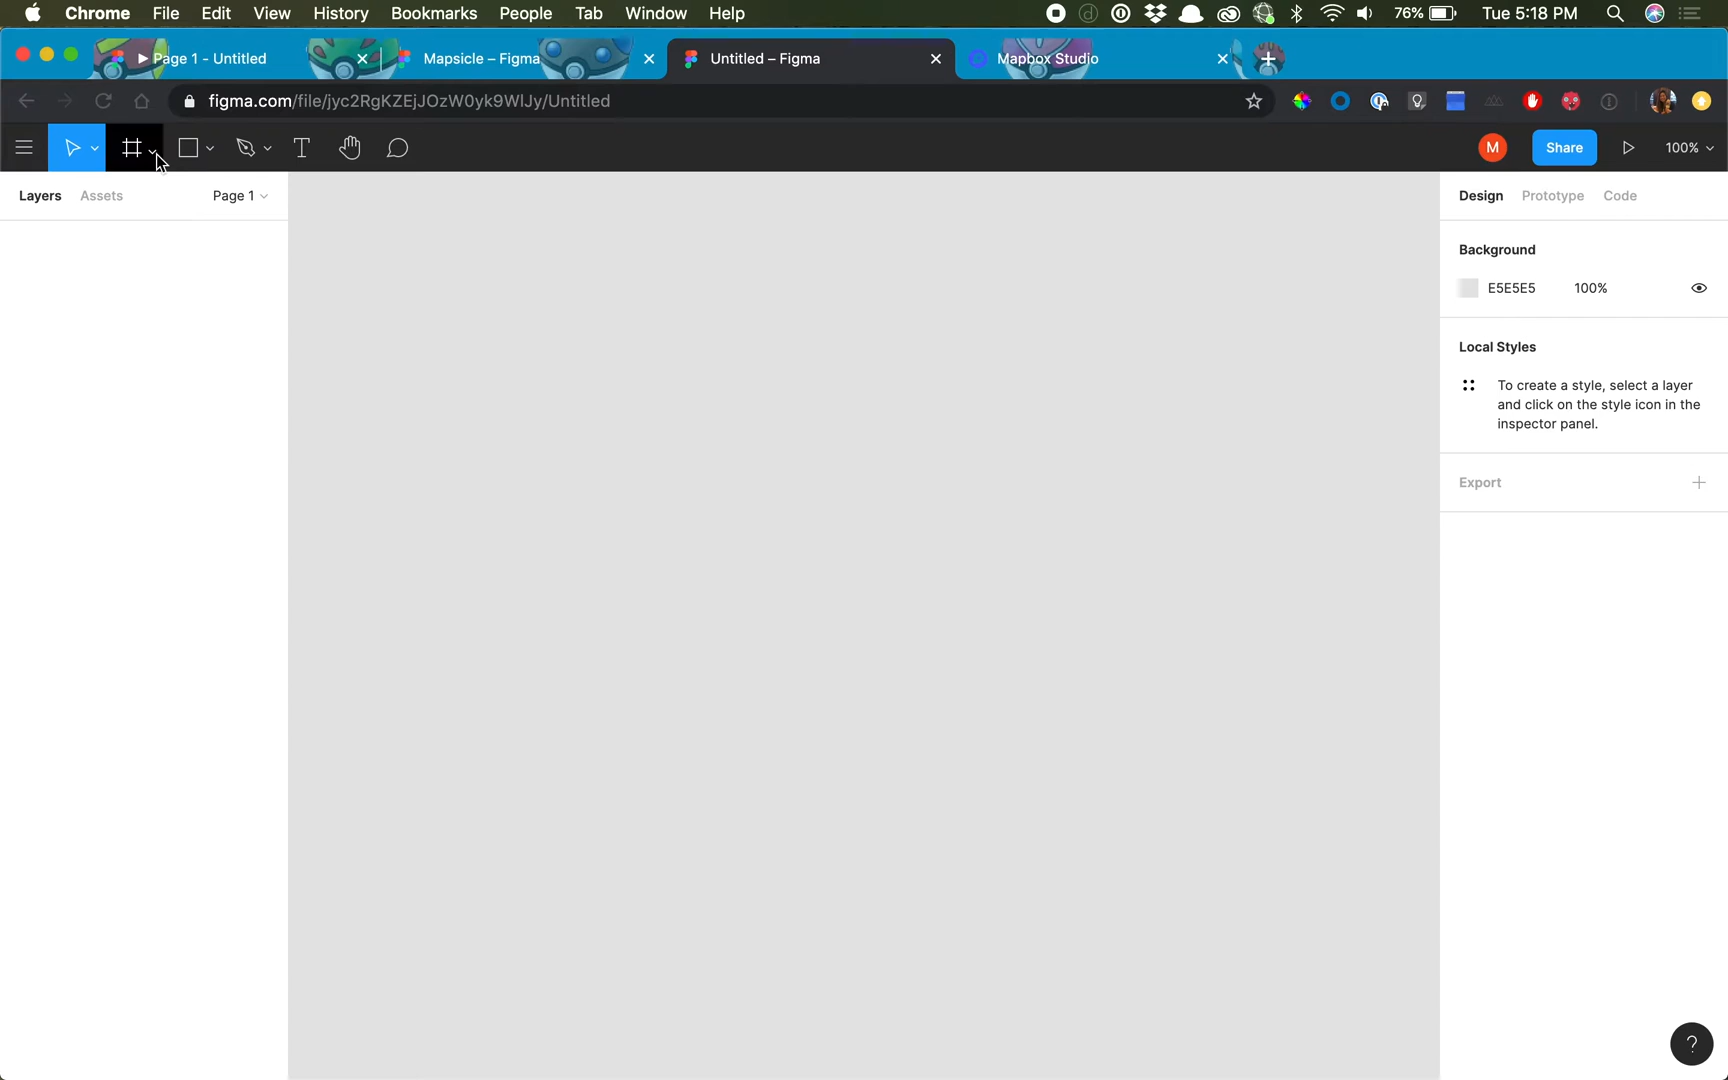 Chrome File Edit View History Bookmarks People Tab Window Help 76% Tue 5:18 PM
Page 1 - Untitled Mapsicle – Figma Untitled – Figma Mapbox Studio
figma.com/file/jyc2RgKZEjJOzW0yk9WlJy/Untitled
M Share 100%
Layers Assets Page 1 Design Prototype Code
Background
E5E5E5 100%
Local Styles
To create a style, select a layer
and click on the style icon in the
inspector panel.
Export
?